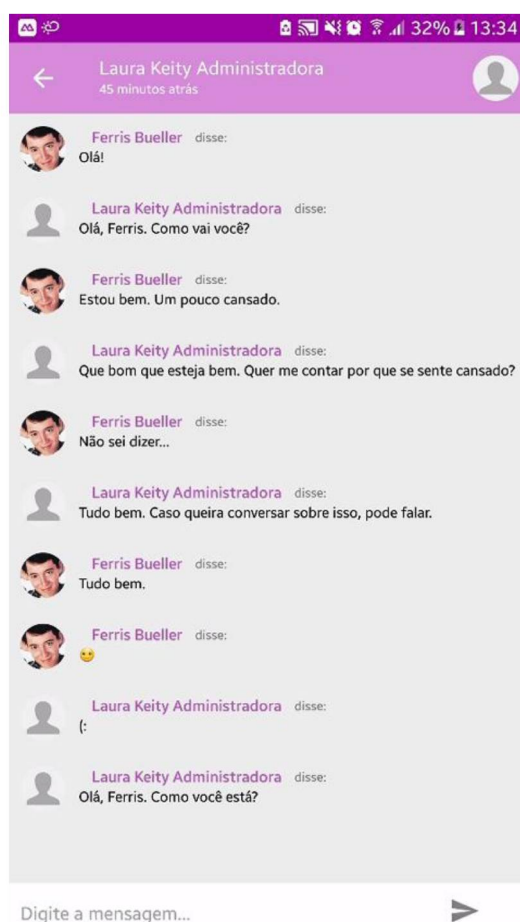 32% 13:34
Laura Keity Administradora
45 minutos atrás
Ferris Bueller disse:
Olá!
Laura Keity Administradora disse:
Olá, Ferris. Como vai você?
Ferris Bueller disse:
Estou bem. Um pouco cansado.
Laura Keity Administradora disse:
Que bom que esteja bem. Quer me contar por que se sente cansado?
Ferris Bueller disse:
Não sei dizer...
Laura Keity Administradora disse:
Tudo bem. Caso queira conversar sobre isso, pode falar.
Ferris Bueller disse:
Tudo bem.
Ferris Bueller disse:
🙂
Laura Keity Administradora disse:
(:
Laura Keity Administradora disse:
Olá, Ferris. Como você está?
Digite a mensagem...